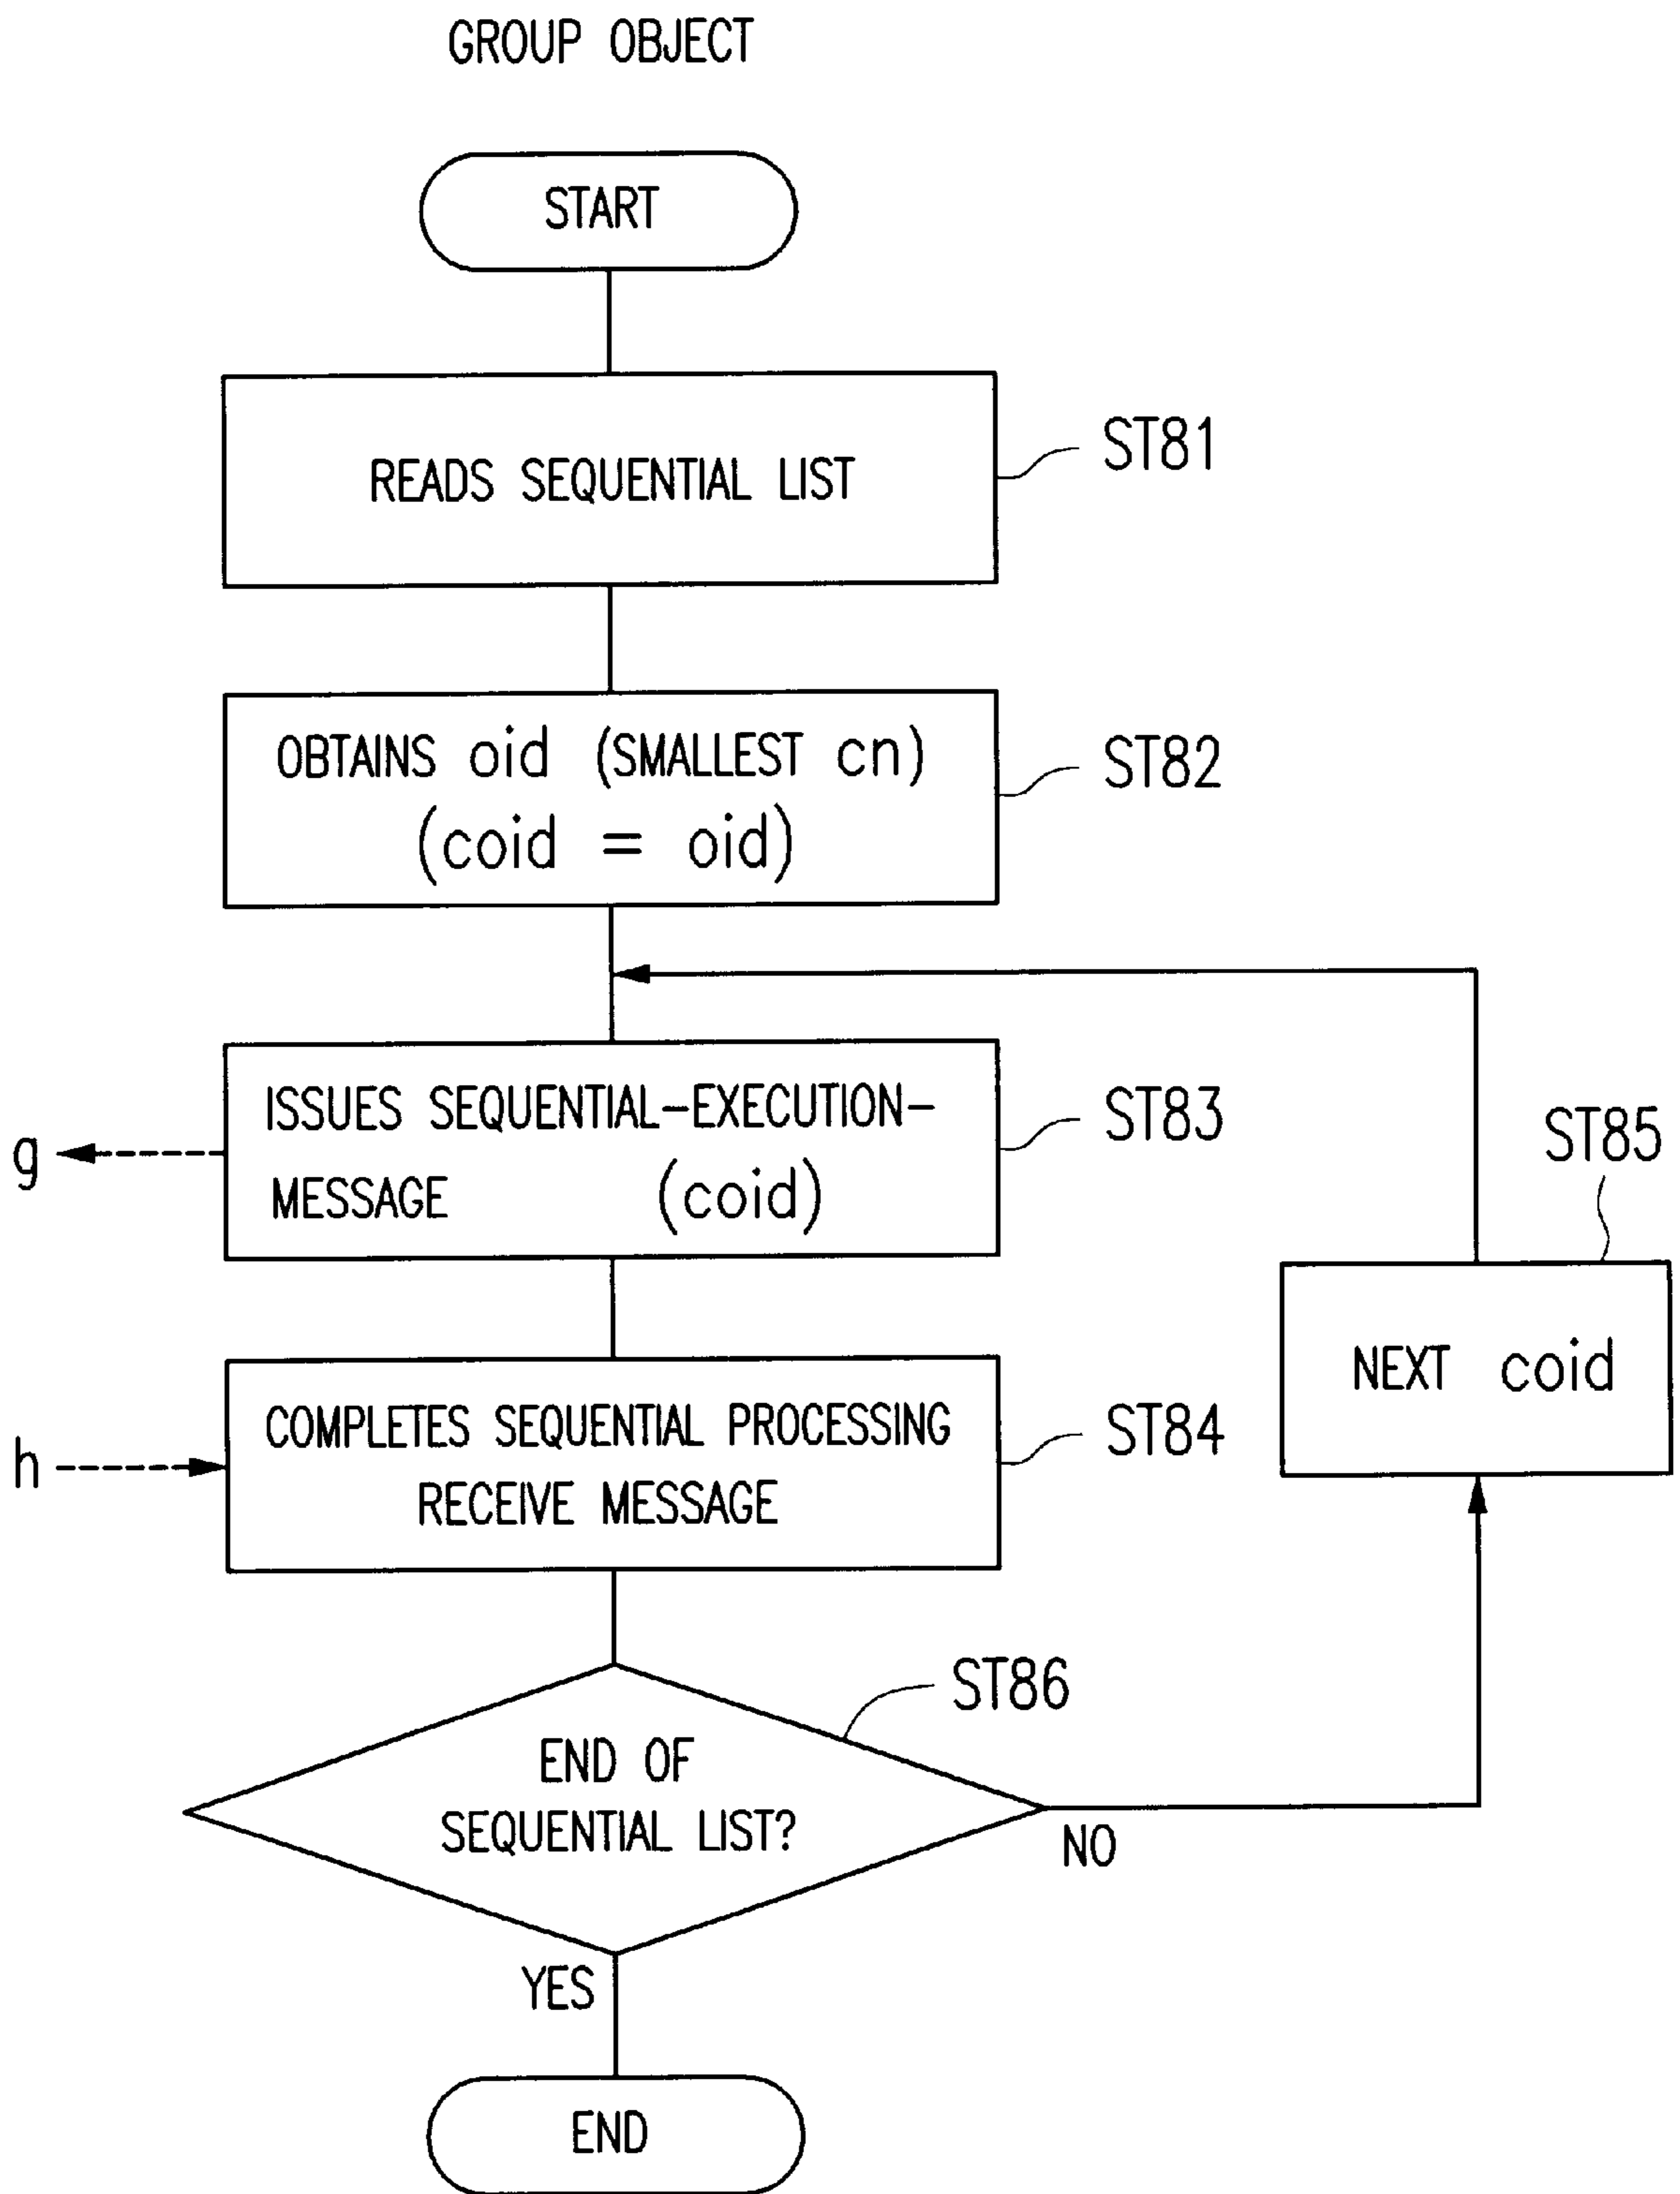 GROUP OBJECT
START
READS SEQUENTIAL LIST
ST81
OBTAINS oid (SMALLEST cn)
(coid = oid)
ST82
ISSUES SEQUENTIAL-EXECUTION-
MESSAGE (coid)
ST83
g
ST85
NEXT coid
COMPLETES SEQUENTIAL PROCESSING
RECEIVE MESSAGE
ST84
h
ST86
END OF
SEQUENTIAL LIST?
NO
YES
END